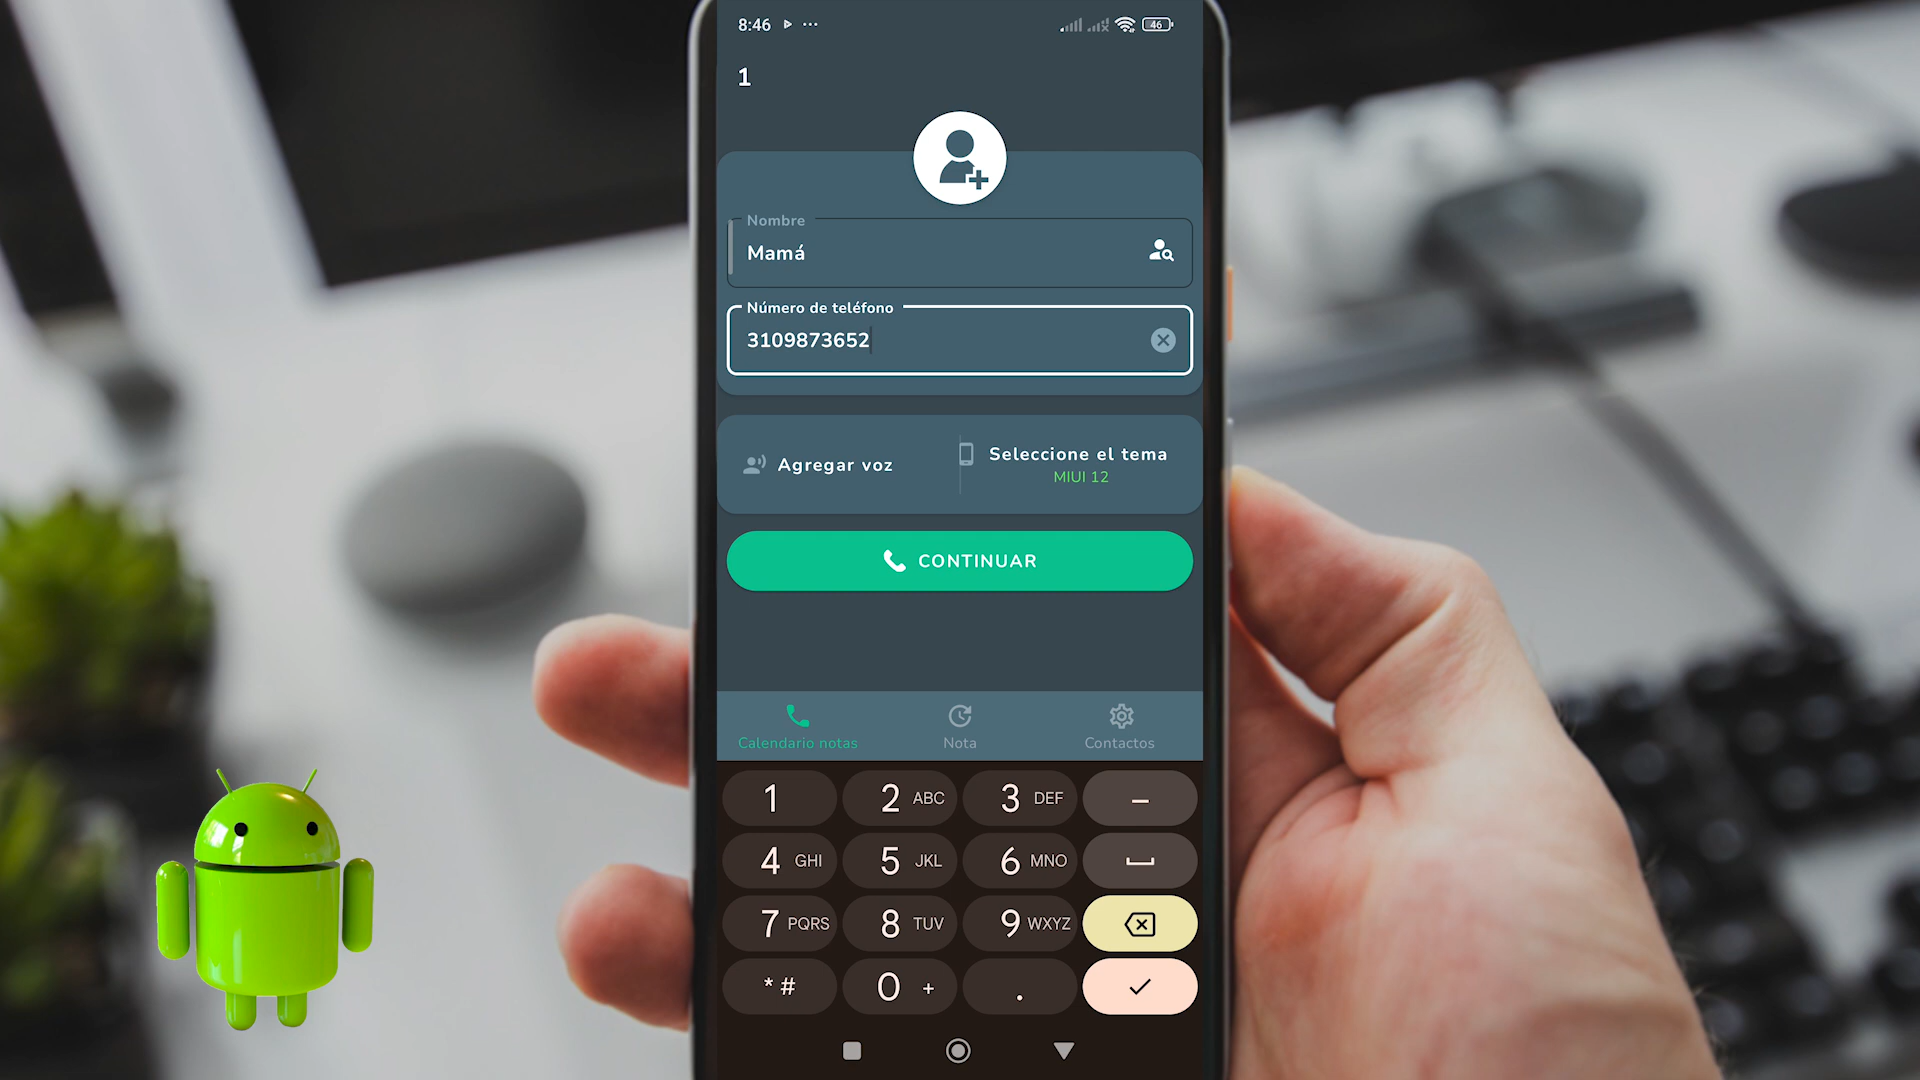 8:46
46
1
Nombre
Mamá
Número de teléfono
3109873652
Agregar voz
Seleccione el tema
MIUI 12
CONTINUAR
Calendario notas
Nota
Contactos
1
2 ABC
3 DEF
–
4 GHI
5 JKL
6 MNO
7 PQRS
8 TUV
9 WXYZ
* #
0 +
.